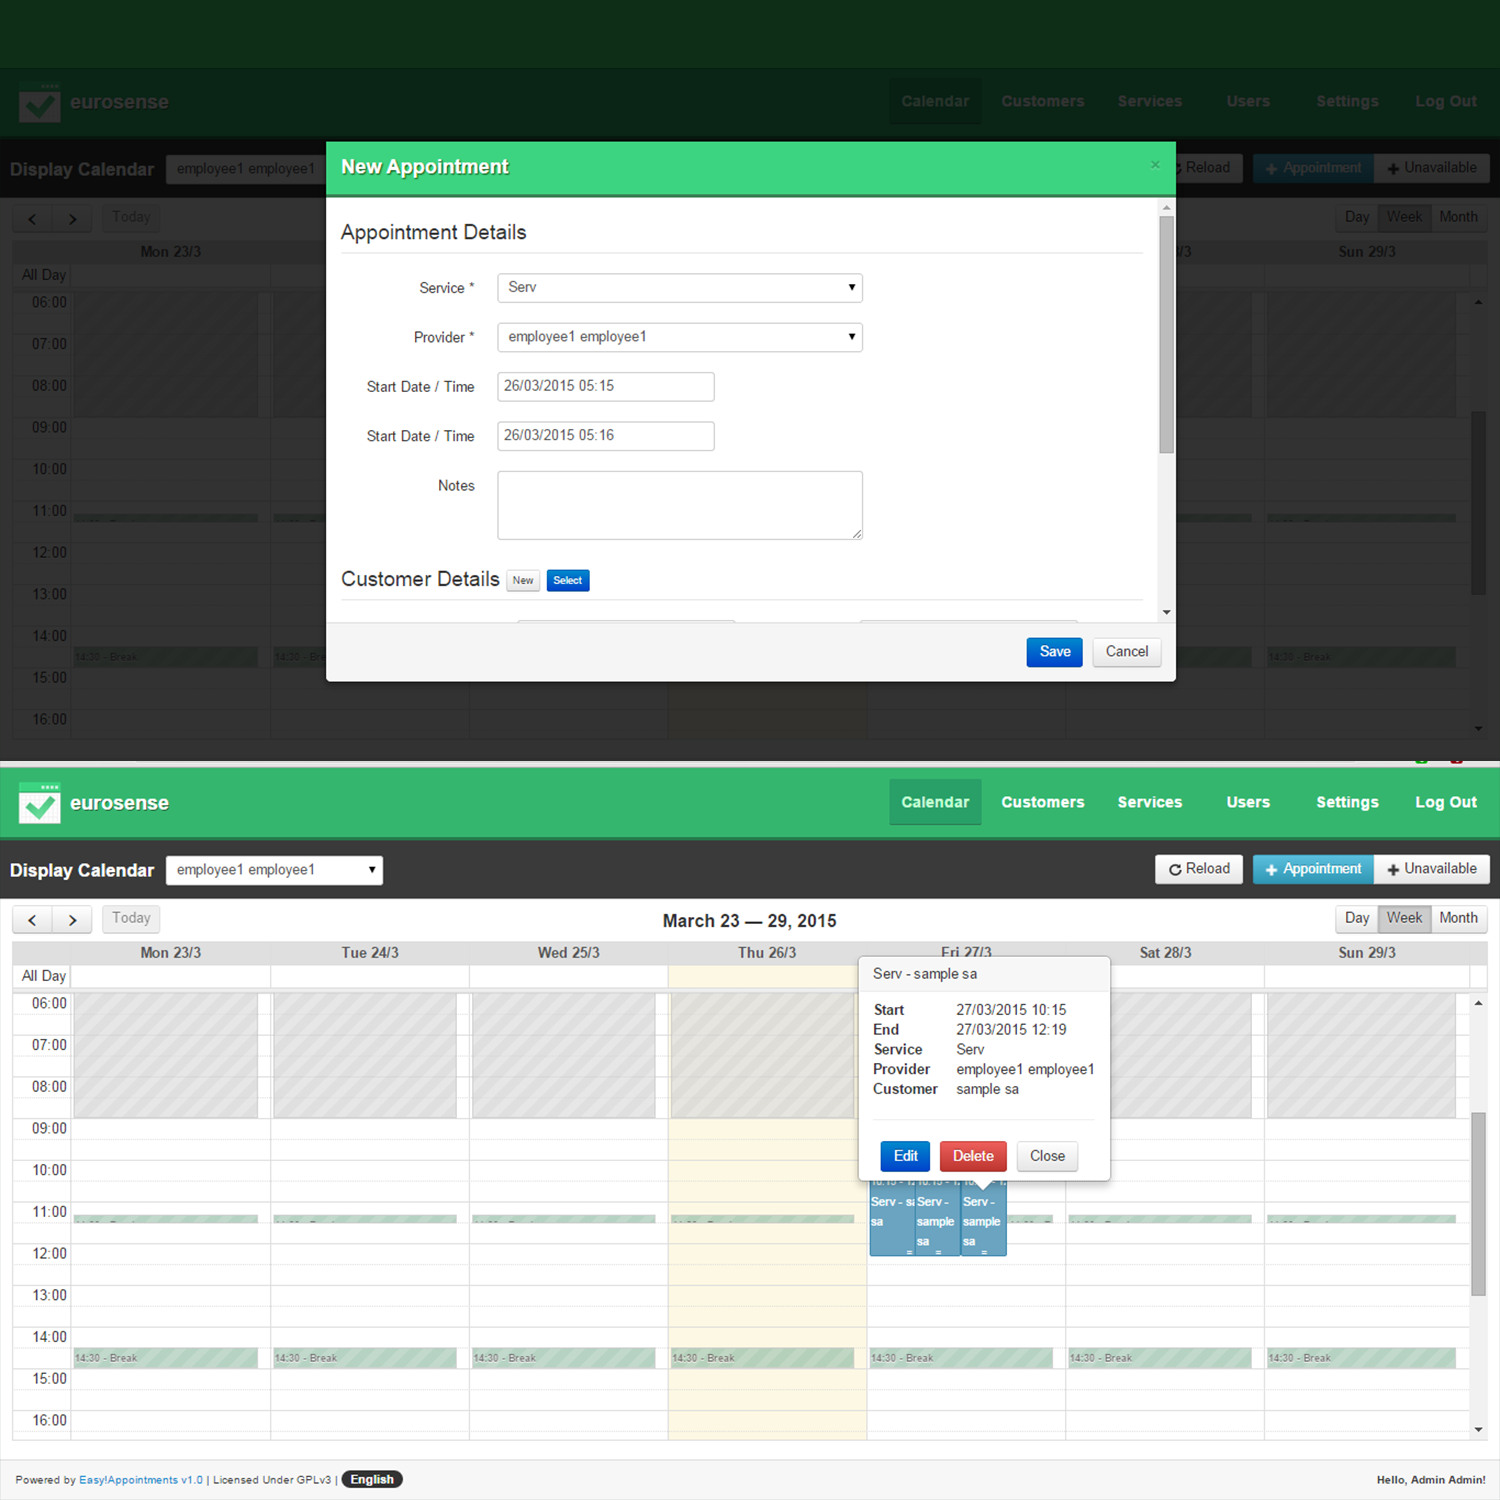 eurosense
Calendar Customers Services Users Settings Log Out
Display Calendar employee1 employee1 Reload + Appointment + Unavailable
New Appointment ×
< > Today Day Week Month
Mon 23/3 /3 Sun 29/3
All Day
Appointment Details
Service * Serv
Provider * employee1 employee1
Start Date / Time 26/03/2015 05:15
Start Date / Time 26/03/2015 05:16
Notes
Customer Details New Select
Save Cancel
06:00
07:00
08:00
09:00
10:00
11:00
12:00
13:00
14:00
14:30 - Break 14:30 - Bre 14:30 - Break
15:00
16:00
eurosense
Calendar Customers Services Users Settings Log Out
Display Calendar employee1 employee1 Reload + Appointment + Unavailable
< > Today March 23 — 29, 2015 Day Week Month
Mon 23/3 Tue 24/3 Wed 25/3 Thu 26/3 Fri 27/3 Sat 28/3 Sun 29/3
All Day
Serv - sample sa
Start 27/03/2015 10:15
End 27/03/2015 12:19
Service Serv
Provider employee1 employee1
Customer sample sa
Edit Delete Close
06:00
07:00
08:00
09:00
10:00
11:00
Serv - sa Serv - Serv -
sa sample sample
sa sa
12:00
13:00
14:00
14:30 - Break 14:30 - Break 14:30 - Break 14:30 - Break 14:30 - Break 14:30 - Break 14:30 - Break
15:00
16:00
Powered by Easy!Appointments v1.0 | Licensed Under GPLv3 | English Hello, Admin Admin!